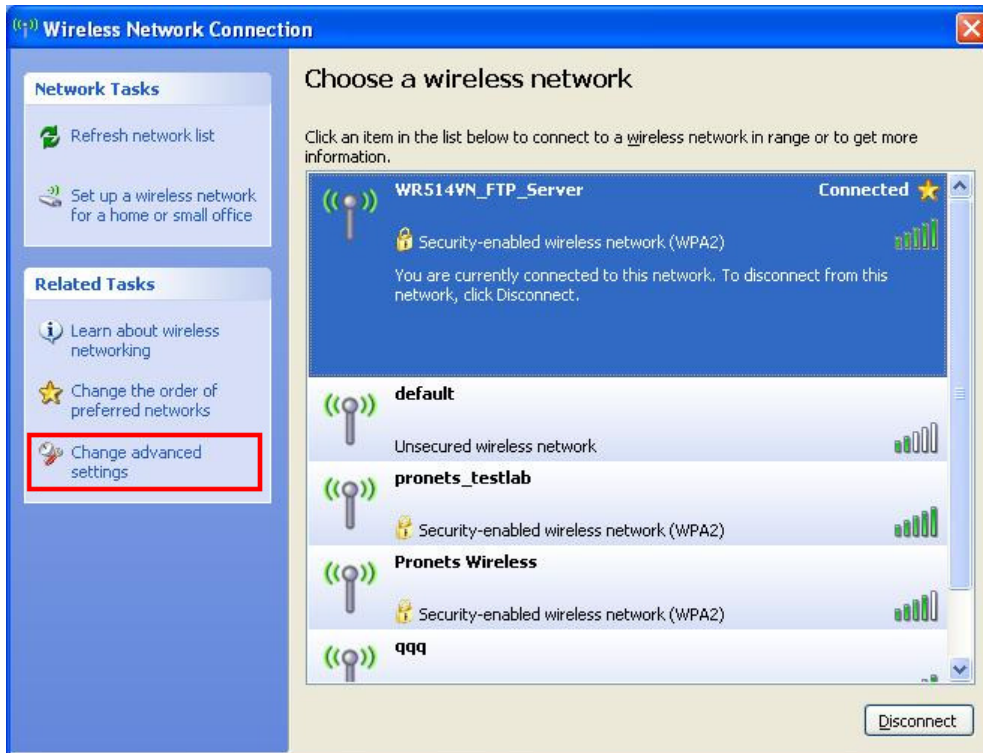 Wireless Network Connection
Network Tasks
Refresh network list
Set up a wireless network
for a home or small office
Related Tasks
Learn about wireless
networking
Change the order of
preferred networks
Change advanced
settings
Choose a wireless network
Click an item in the list below to connect to a wireless network in range or to get more
information.
WR514VN_FTP_Server Connected
Security-enabled wireless network (WPA2)
You are currently connected to this network. To disconnect from this
network, click Disconnect.
default
Unsecured wireless network
pronets_testlab
Security-enabled wireless network (WPA2)
Pronets Wireless
Security-enabled wireless network (WPA2)
qqq
Disconnect